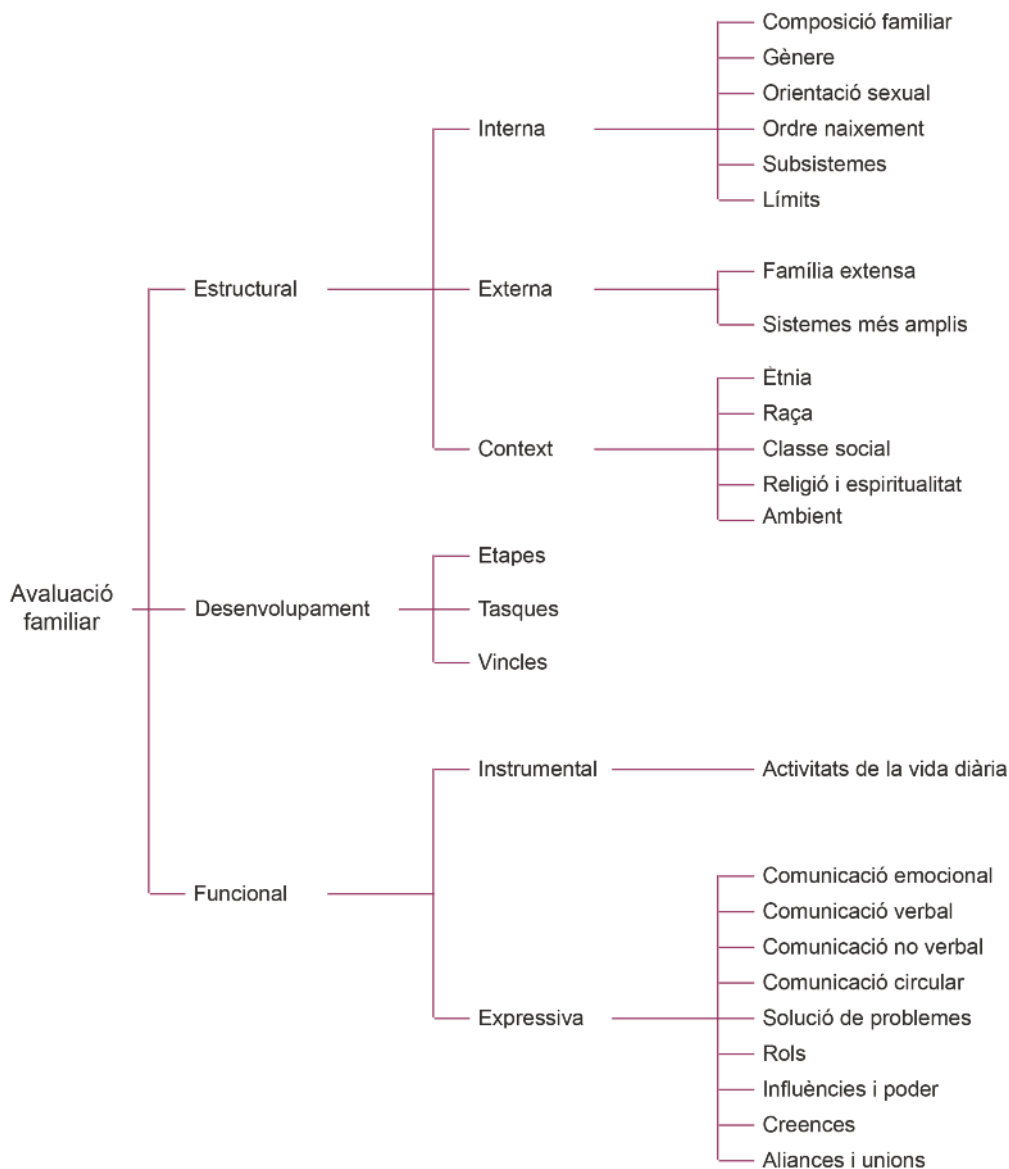 Avaluació
familiar
Estructural
Interna
Composició familiar
Gènere
Orientació sexual
Ordre naixement
Subsistemes
Límits
Externa
Família extensa
Sistemes més amplis
Context
Ètnia
Raça
Classe social
Religió i espiritualitat
Ambient
Desenvolupament
Etapes
Tasques
Vincles
Funcional
Instrumental
Activitats de la vida diària
Expressiva
Comunicació emocional
Comunicació verbal
Comunicació no verbal
Comunicació circular
Solució de problemes
Rols
Influències i poder
Creences
Aliances i unions